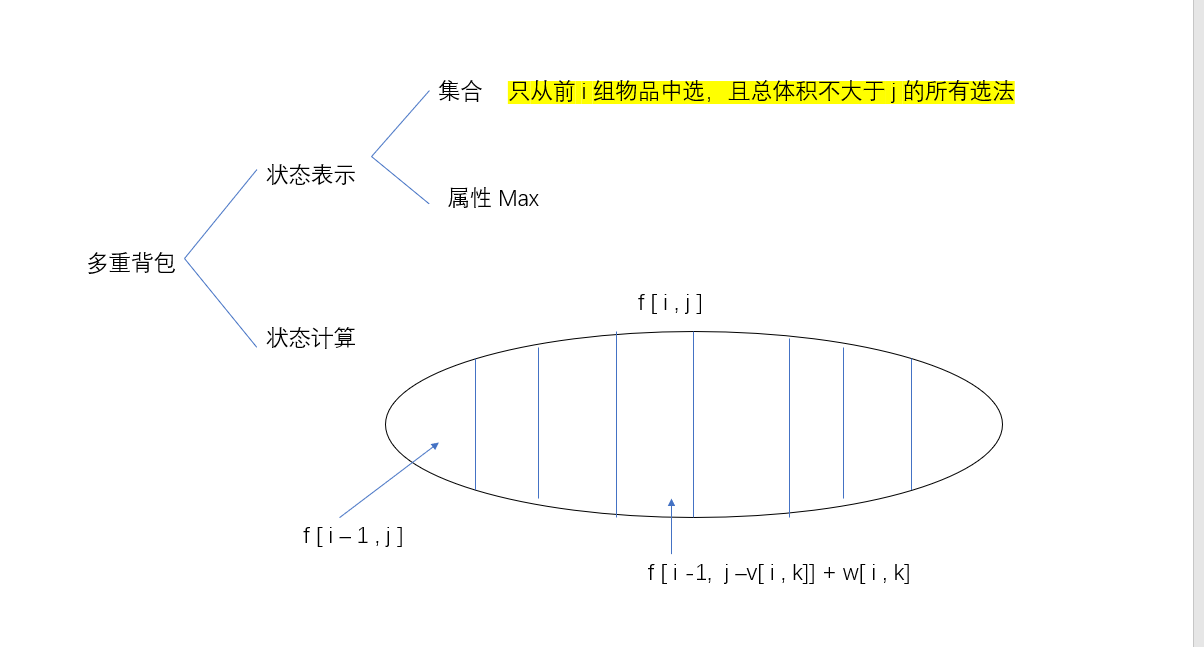 集合 只从前 i 组物品中选，且总体积不大于 j 的所有选法
状态表示
属性 Max
多重背包
f [ i , j ]
状态计算
f [ i – 1 , j ]
f [ i -1, j –v[ i , k]] + w[ i , k]